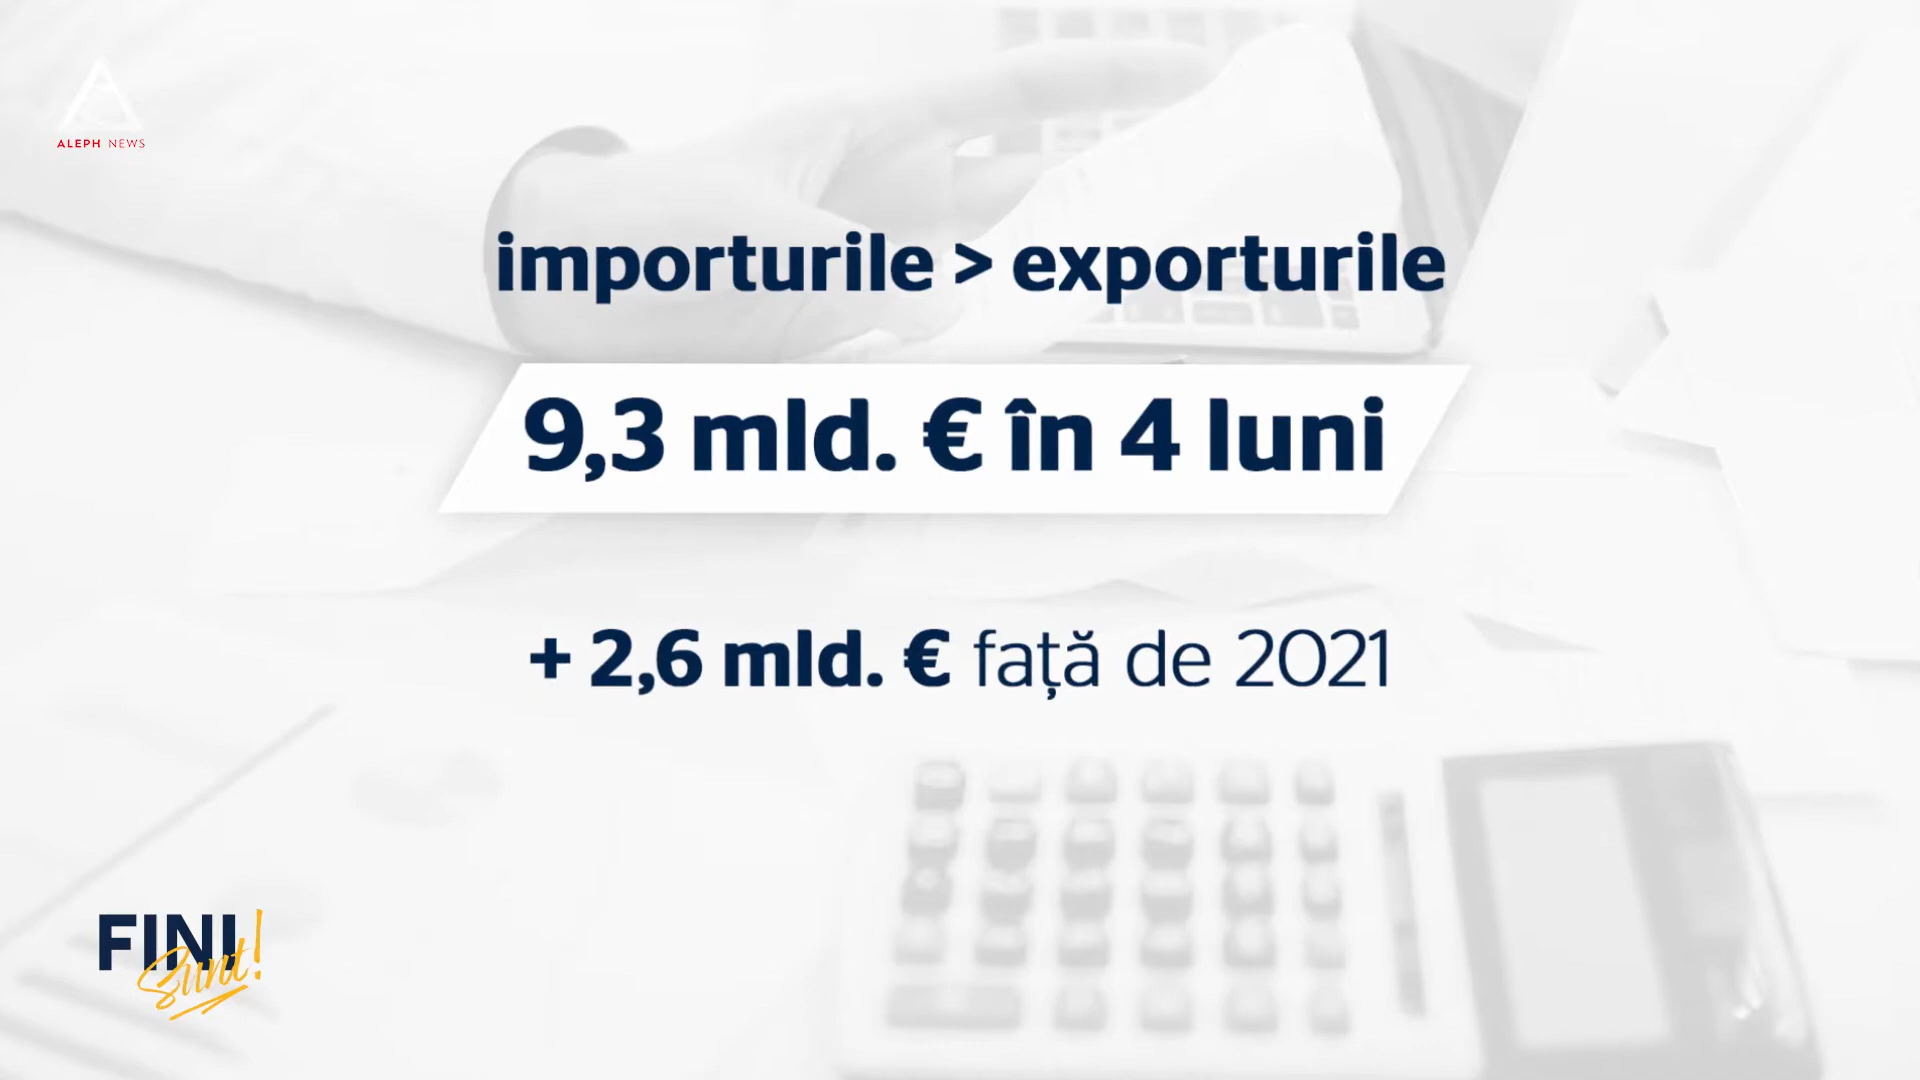 ALEPH NEWS
importurile > exporturile
9,3 mld. € în 4 luni
+ 2,6 mld. € față de 2021
FINI
Sunt!